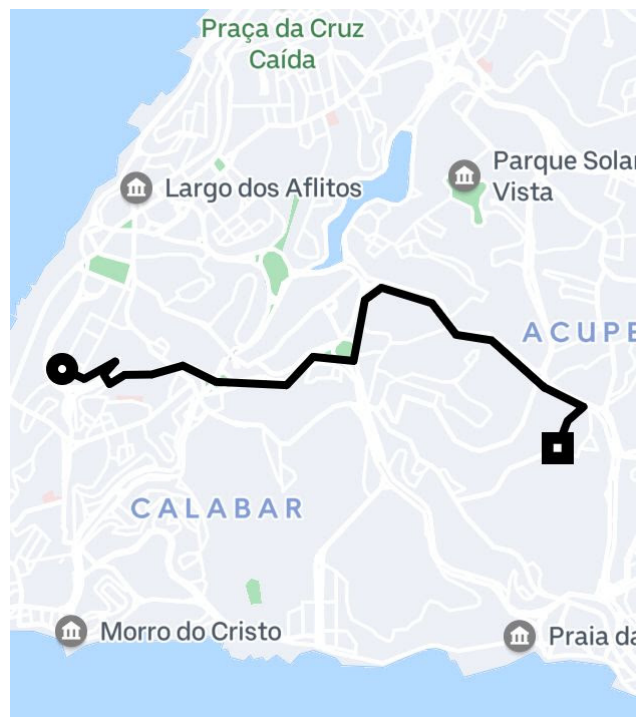 Praça da Cruz
Caída
Largo dos Aflitos
Parque Solar
Vista
ACUPE
CALABAR
Morro do Cristo
Praia da